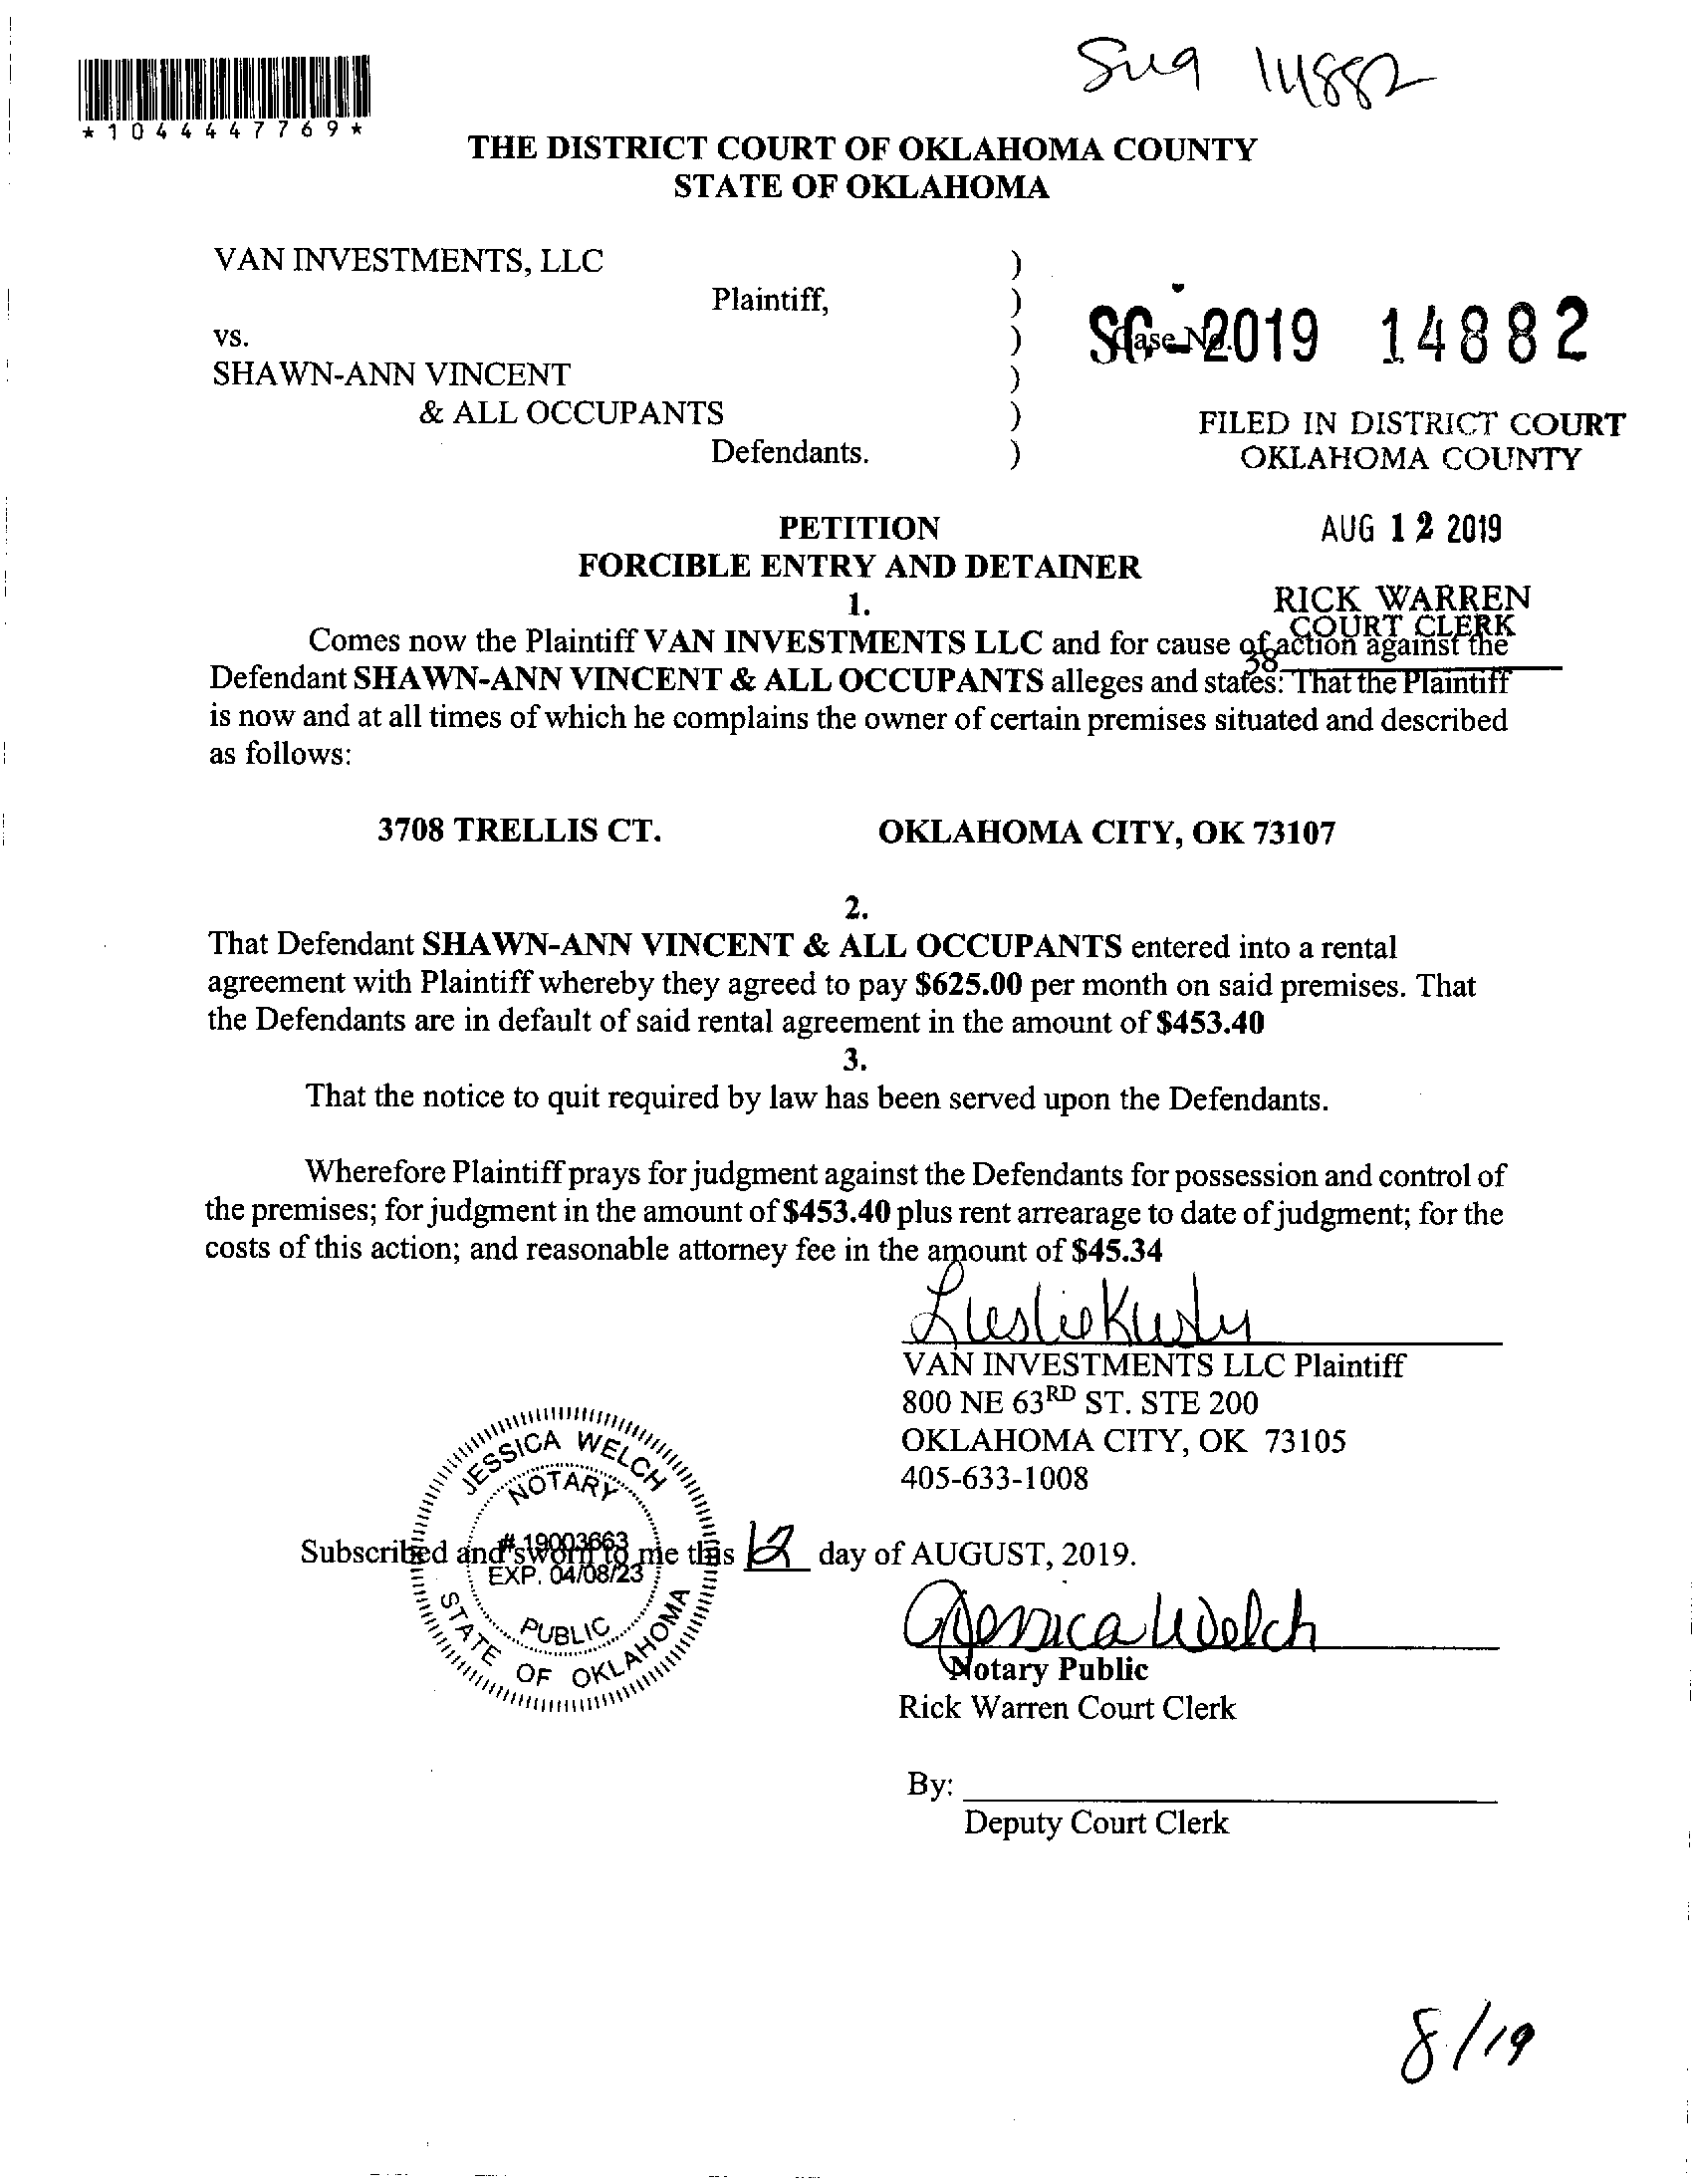 *1044447769*
14882
THE DISTRICT COURT OF OKLAHOMA COUNTY
STATE OF OKLAHOMA
VAN INVESTMENTS, LLC )
Plaintiff, )
vs. )
SHAWN-ANN VINCENT )
& ALL OCCUPANTS )
Defendants. )
Case No.
SC-2019 14882
FILED IN DISTRICT COURT
OKLAHOMA COUNTY
AUG 12 2019
RICK WARREN
COURT CLERK
38
PETITION
FORCIBLE ENTRY AND DETAINER
1.
Comes now the Plaintiff VAN INVESTMENTS LLC and for cause of action against the
Defendant SHAWN-ANN VINCENT & ALL OCCUPANTS alleges and states: That the Plaintiff
is now and at all times of which he complains the owner of certain premises situated and described
as follows:
3708 TRELLIS CT. OKLAHOMA CITY, OK 73107
2.
That Defendant SHAWN-ANN VINCENT & ALL OCCUPANTS entered into a rental
agreement with Plaintiff whereby they agreed to pay $625.00 per month on said premises. That
the Defendants are in default of said rental agreement in the amount of $453.40
3.
That the notice to quit required by law has been served upon the Defendants.
Wherefore Plaintiff prays for judgment against the Defendants for possession and control of
the premises; for judgment in the amount of $453.40 plus rent arrearage to date of judgment; for the
costs of this action; and reasonable attorney fee in the amount of $45.34
VAN INVESTMENTS LLC Plaintiff
800 NE 63RD ST. STE 200
OKLAHOMA CITY, OK 73105
405-633-1008
JESSICA WELCH
NOTARY
# 19003663
EXP. 04/08/23
PUBLIC
STATE OF OKLAHOMA
Subscribed and sworn to me this 12 day of AUGUST, 2019.
Jessica Welch
Notary Public
Rick Warren Court Clerk
By:
Deputy Court Clerk
8/19